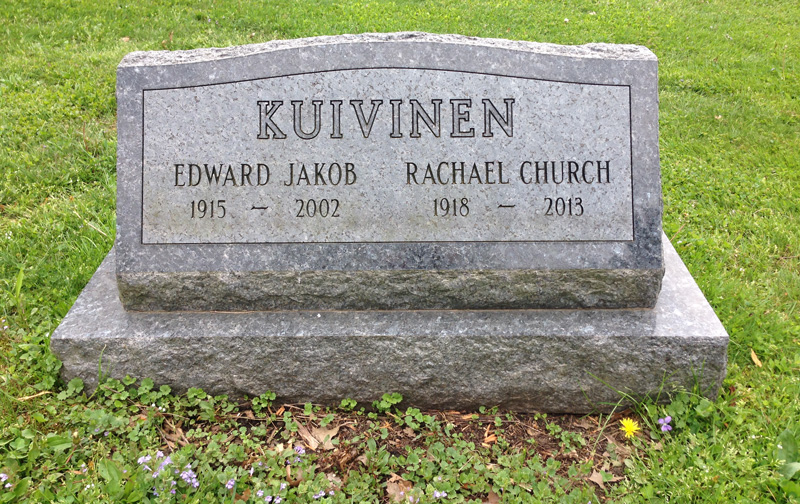 KUIVINEN
EDWARD JAKOB RACHAEL CHURCH
1915 – 2002 1918 – 2013